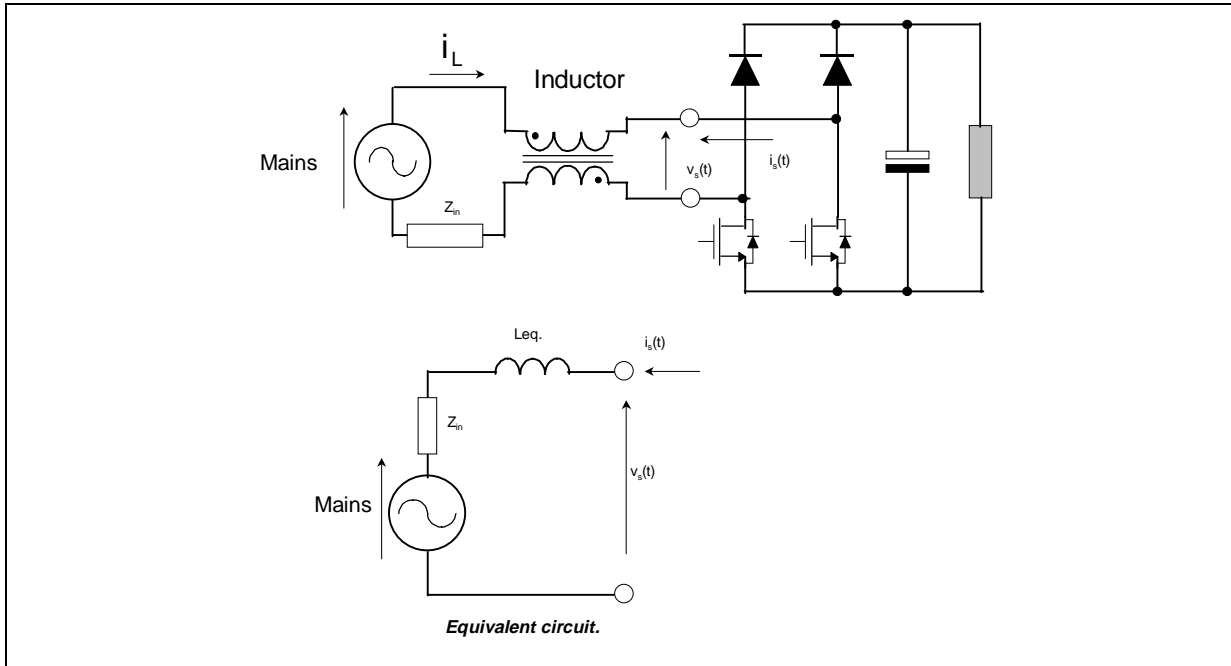 i_L
Inductor
Mains
Z_in
v_s(t)
i_s(t)
Leq.
i_s(t)
Z_in
v_s(t)
Mains
Equivalent circuit.